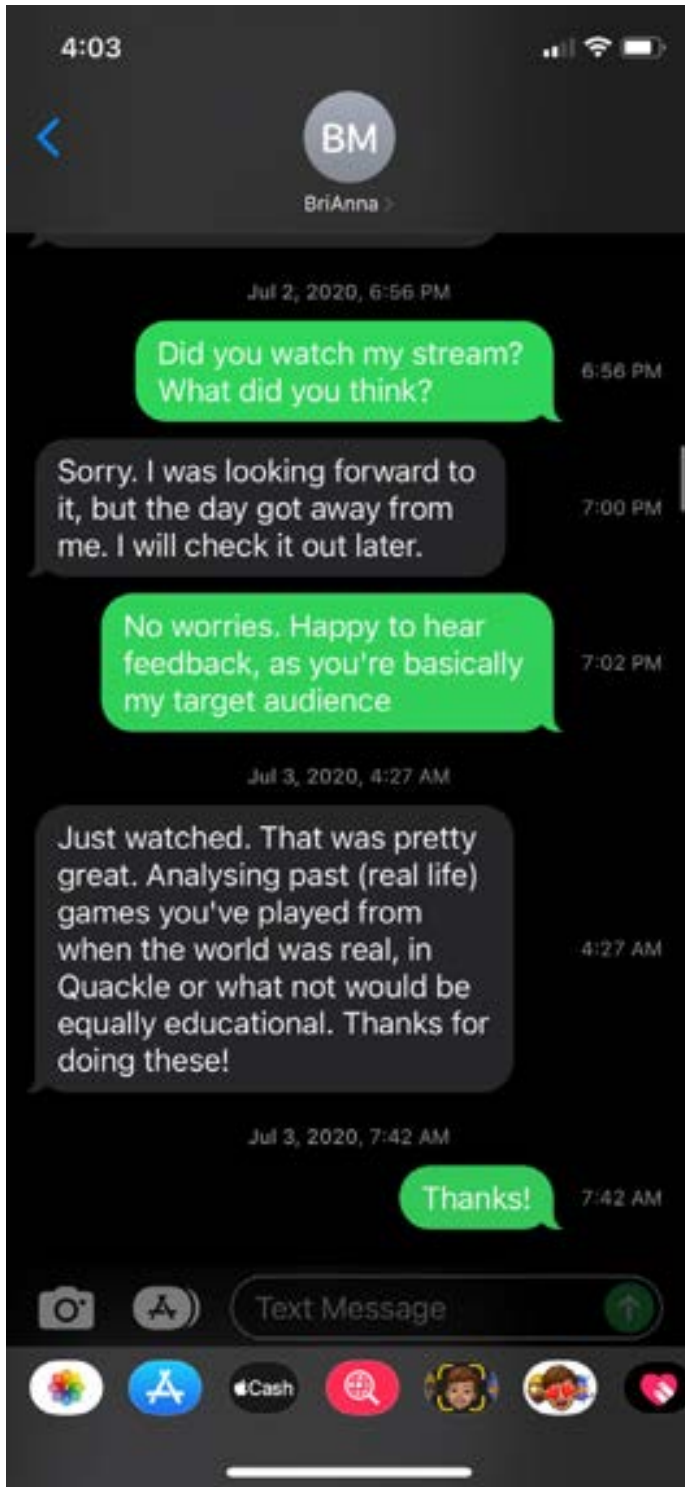 4:03
BM
BriAnna
Jul 2, 2020, 6:56 PM
Did you watch my stream?
What did you think?
6:56 PM
Sorry. I was looking forward to
it, but the day got away from
me. I will check it out later.
7:00 PM
No worries. Happy to hear
feedback, as you're basically
my target audience
7:02 PM
Jul 3, 2020, 4:27 AM
Just watched. That was pretty
great. Analysing past (real life)
games you've played from
when the world was real, in
Quackle or what not would be
equally educational. Thanks for
doing these!
4:27 AM
Jul 3, 2020, 7:42 AM
Thanks!
7:42 AM
Text Message
Cash